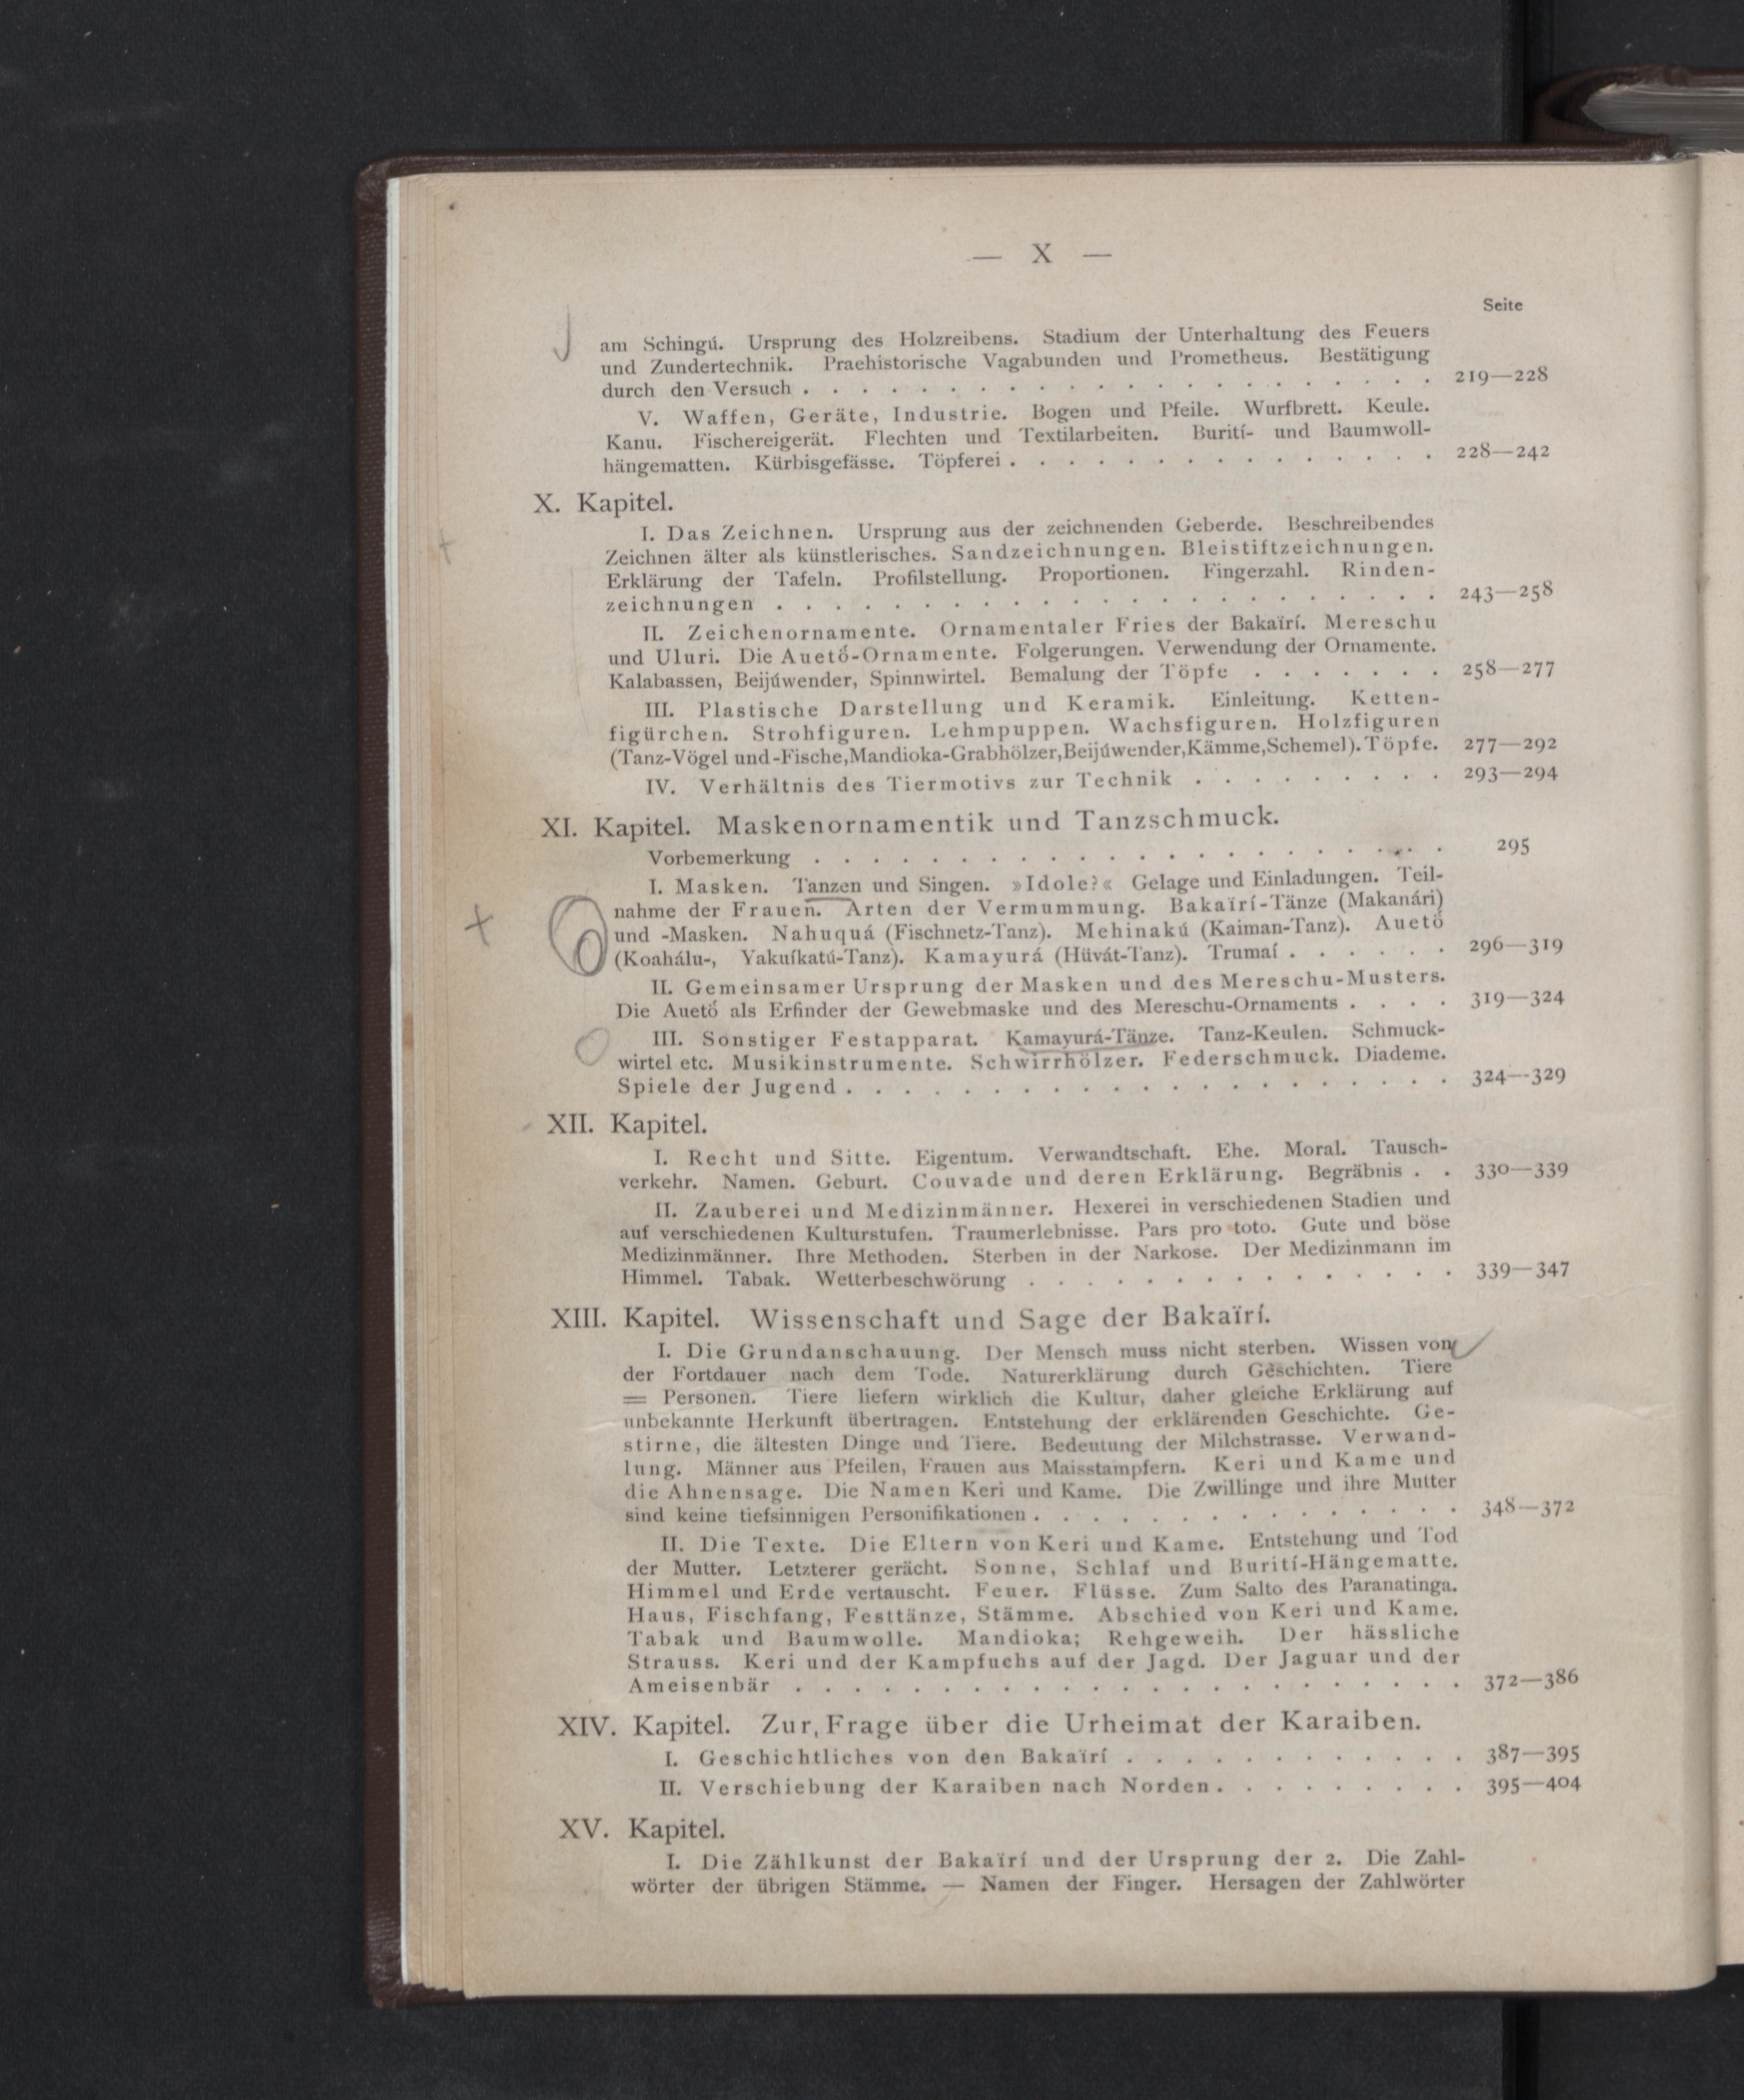 — X —
Seite
am Schingú. Ursprung des Holzreibens. Stadium der Unterhaltung des Feuers
und Zundertechnik. Praehistorische Vagabunden und Prometheus. Bestätigung
durch den Versuch . . . . . . . . . . . . . . . . . . . . . . 219—228
V. Waffen, Geräte, Industrie. Bogen und Pfeile. Wurfbrett. Keule.
Kanu. Fischereigerät. Flechten und Textilarbeiten. Burití- und Baumwoll-
hängematten. Kürbisgefässe. Töpferei . . . . . . . . . . . . . . . 228—242
X. Kapitel.
I. Das Zeichnen. Ursprung aus der zeichnenden Geberde. Beschreibendes
Zeichnen älter als künstlerisches. Sandzeichnungen. Bleistiftzeichnungen.
Erklärung der Tafeln. Profilstellung. Proportionen. Fingerzahl. Rinden-
zeichnungen . . . . . . . . . . . . . . . . . . . . . . . 243—258
II. Zeichenornamente. Ornamentaler Fries der Bakaïrí. Mereschu
und Uluri. Die Auetö́-Ornamente. Folgerungen. Verwendung der Ornamente.
Kalabassen, Beijúwender, Spinnwirtel. Bemalung der Töpfe . . . . . . . 258—277
III. Plastische Darstellung und Keramik. Einleitung. Ketten-
figürchen. Strohfiguren. Lehmpuppen. Wachsfiguren. Holzfiguren
(Tanz-Vögel und -Fische, Mandioka-Grabhölzer, Beijúwender, Kämme, Schemel). Töpfe. 277—292
IV. Verhältnis des Tiermotivs zur Technik . . . . . . . . . 293—294
XI. Kapitel. Maskenornamentik und Tanzschmuck.
Vorbemerkung . . . . . . . . . . . . . . . . . . . . . . 295
I. Masken. Tanzen und Singen. »Idole?« Gelage und Einladungen. Teil-
nahme der Frauen. Arten der Vermummung. Bakaïrí-Tänze (Makanári)
und -Masken. Nahuquá (Fischnetz-Tanz). Mehinakú (Kaiman-Tanz). Auetö́
(Koahálu-, Yakuíkatú-Tanz). Kamayurá (Hüvát-Tanz). Trumaí . . . . . . 296—319
II. Gemeinsamer Ursprung der Masken und des Mereschu-Musters.
Die Auetö́ als Erfinder der Gewebmaske und des Mereschu-Ornaments . . . . 319—324
III. Sonstiger Festapparat. Kamayurá-Tänze. Tanz-Keulen. Schmuck-
wirtel etc. Musikinstrumente. Schwirrhölzer. Federschmuck. Diademe.
Spiele der Jugend . . . . . . . . . . . . . . . . . . . . . 324—329
XII. Kapitel.
I. Recht und Sitte. Eigentum. Verwandtschaft. Ehe. Moral. Tausch-
verkehr. Namen. Geburt. Couvade und deren Erklärung. Begräbnis . . 330—339
II. Zauberei und Medizinmänner. Hexerei in verschiedenen Stadien und
auf verschiedenen Kulturstufen. Traumerlebnisse. Pars pro toto. Gute und böse
Medizinmänner. Ihre Methoden. Sterben in der Narkose. Der Medizinmann im
Himmel. Tabak. Wetterbeschwörung . . . . . . . . . . . . . . . 339—347
XIII. Kapitel. Wissenschaft und Sage der Bakaïrí.
I. Die Grundanschauung. Der Mensch muss nicht sterben. Wissen von
der Fortdauer nach dem Tode. Naturerklärung durch Geschichten. Tiere
= Personen. Tiere liefern wirklich die Kultur, daher gleiche Erklärung auf
unbekannte Herkunft übertragen. Entstehung der erklärenden Geschichte. Ge-
stirne, die ältesten Dinge und Tiere. Bedeutung der Milchstrasse. Verwand-
lung. Männer aus Pfeilen, Frauen aus Maisstampfern. Keri und Kame und
die Ahnensage. Die Namen Keri und Kame. Die Zwillinge und ihre Mutter
sind keine tiefsinnigen Personifikationen . . . . . . . . . . . . . . . 348—372
II. Die Texte. Die Eltern von Keri und Kame. Entstehung und Tod
der Mutter. Letzterer gerächt. Sonne, Schlaf und Burití-Hängematte.
Himmel und Erde vertauscht. Feuer. Flüsse. Zum Salto des Paranatinga.
Haus, Fischfang, Festtänze, Stämme. Abschied von Keri und Kame.
Tabak und Baumwolle. Mandioka; Rehgeweih. Der hässliche
Strauss. Keri und der Kampfuchs auf der Jagd. Der Jaguar und der
Ameisenbär . . . . . . . . . . . . . . . . . . . . . . . 372—386
XIV. Kapitel. Zur Frage über die Urheimat der Karaiben.
I. Geschichtliches von den Bakaïrí . . . . . . . . . . . . 387—395
II. Verschiebung der Karaiben nach Norden . . . . . . . . . 395—404
XV. Kapitel.
I. Die Zählkunst der Bakaïrí und der Ursprung der 2. Die Zahl-
wörter der übrigen Stämme. — Namen der Finger. Hersagen der Zahlwörter